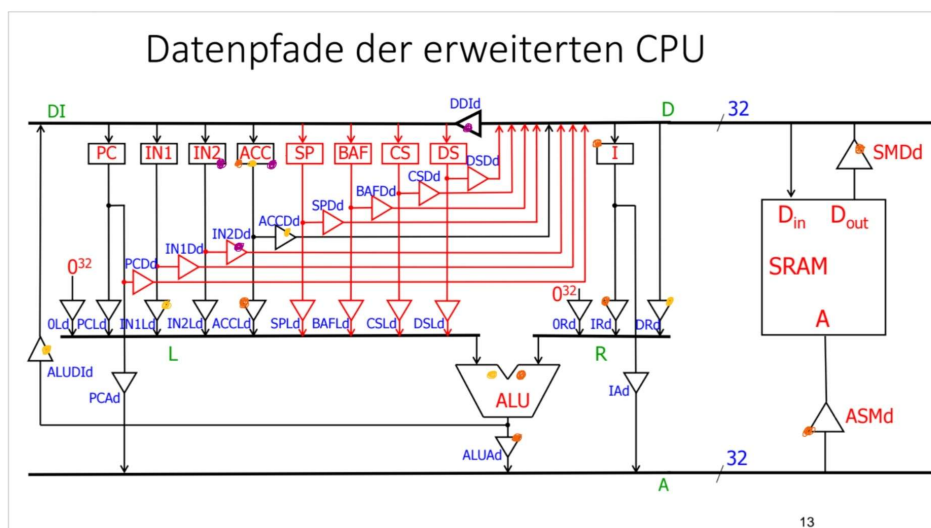 Datenpfade der erweiterten CPU
DI
DDId
D
32
PC
IN1
IN2
ACC
SP
BAF
CS
DS
I
SMDd
DSDd
CSDd
BAFDd
SPDd
ACCDd
IN2Dd
IN1Dd
PCDd
Din
Dout
SRAM
A
0³²
0³²
0Ld
PCLd
IN1Ld
IN2Ld
ACCLd
SPLd
BAFLd
CSLd
DSLd
0Rd
IRd
DRd
L
R
ALUDId
PCAd
ALU
IAd
ASMd
ALUAd
32
A
13